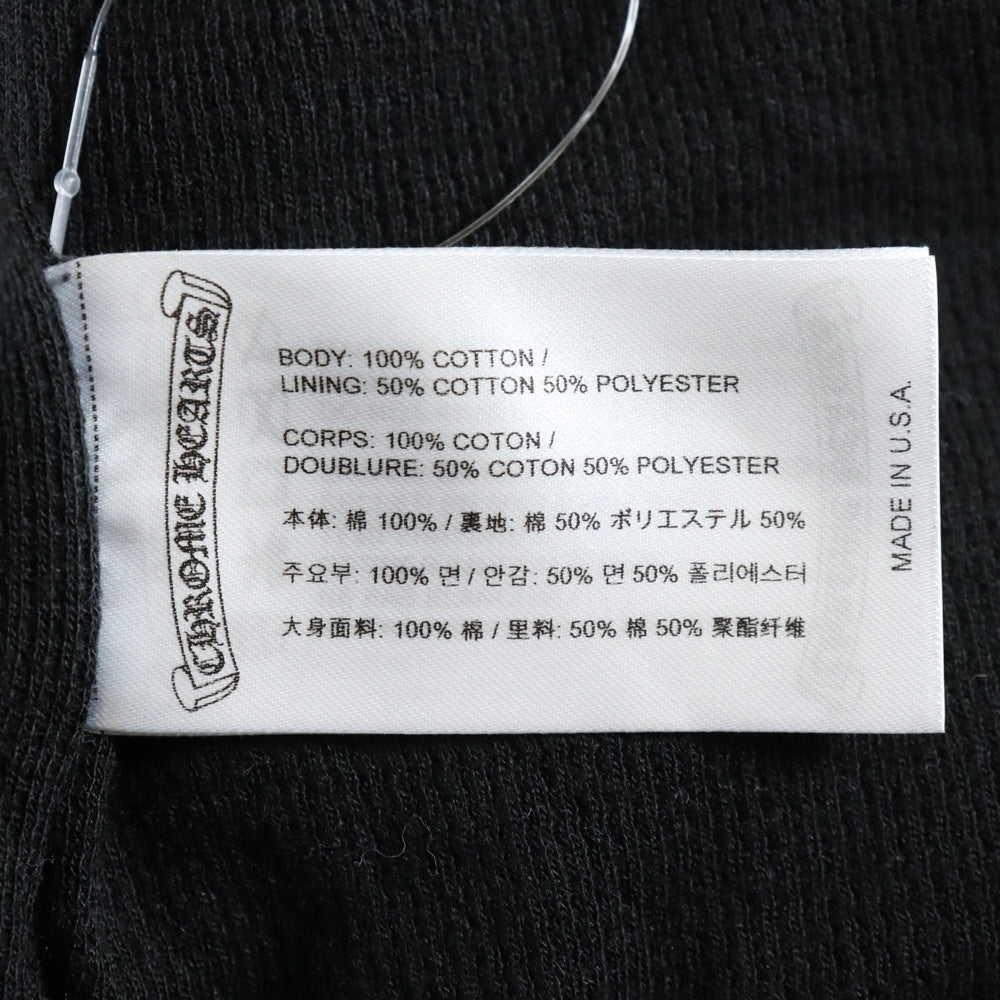 CHROME HEARTS
BODY: 100% COTTON /
LINING: 50% COTTON 50% POLYESTER
CORPS: 100% COTON /
DOUBLURE: 50% COTON 50% POLYESTER
本体: 棉 100% / 裏地: 棉 50% ポリエステル 50%
주요부: 100% 면 / 안감: 50% 면 50% 폴리에스터
大身面料: 100% 棉 / 里料: 50% 棉 50% 聚酯纤维
MADE IN U.S.A.